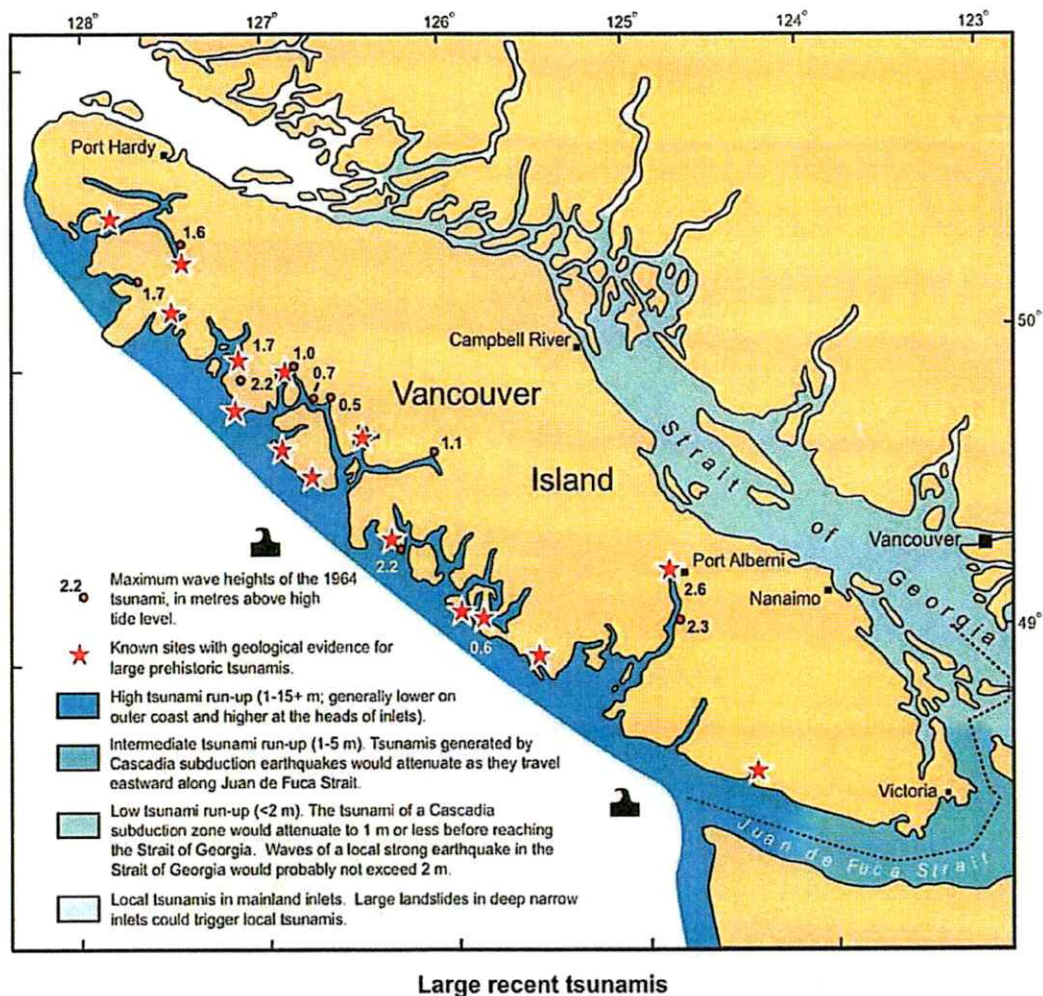 128° 127° 126° 125° 124° 123°
Port Hardy
1.6
1.7
50°
Campbell River
1.7
1.0
0.7
2.2
0.5
Vancouver
1.1
Island
Strait of Georgia
Vancouver
2.2
Port Alberni
2.6
Nanaimo
2.3
49°
0.6
2.2
Maximum wave heights of the 1964
tsunami, in metres above high
tide level.
Known sites with geological evidence for
large prehistoric tsunamis.
High tsunami run-up (1-15+ m; generally lower on
outer coast and higher at the heads of inlets).
Intermediate tsunami run-up (1-5 m). Tsunamis generated by
Cascadia subduction earthquakes would attenuate as they travel
eastward along Juan de Fuca Strait.
Low tsunami run-up (<2 m). The tsunami of a Cascadia
subduction zone would attenuate to 1 m or less before reaching
the Strait of Georgia. Waves of a local strong earthquake in the
Strait of Georgia would probably not exceed 2 m.
Local tsunamis in mainland inlets. Large landslides in deep narrow
inlets could trigger local tsunamis.
Victoria
Juan de Fuca Strait
Large recent tsunamis